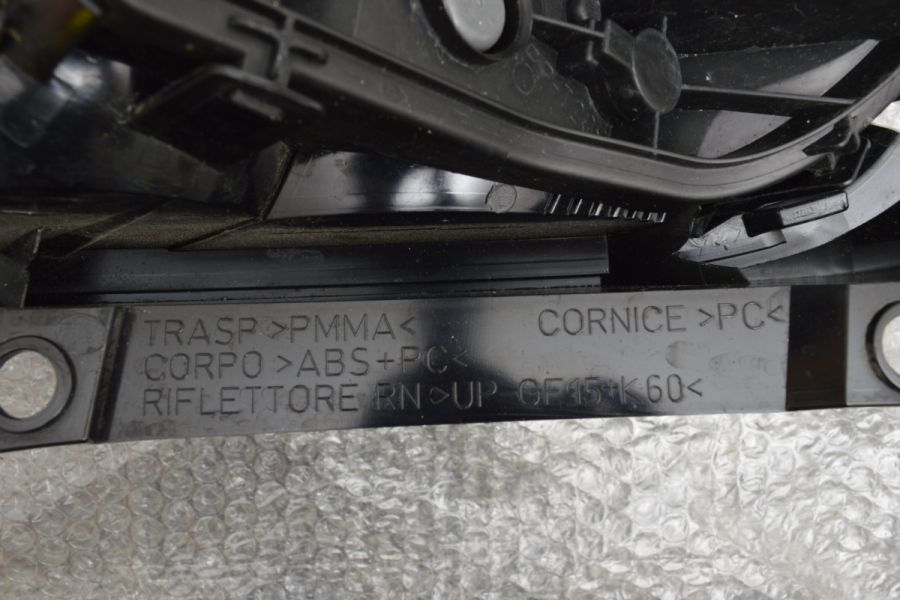 TRASP >PMMA< CORNICE >PC<
CORPO >ABS+PC<
RIFLETTORE RN >UP-GF15+K60<